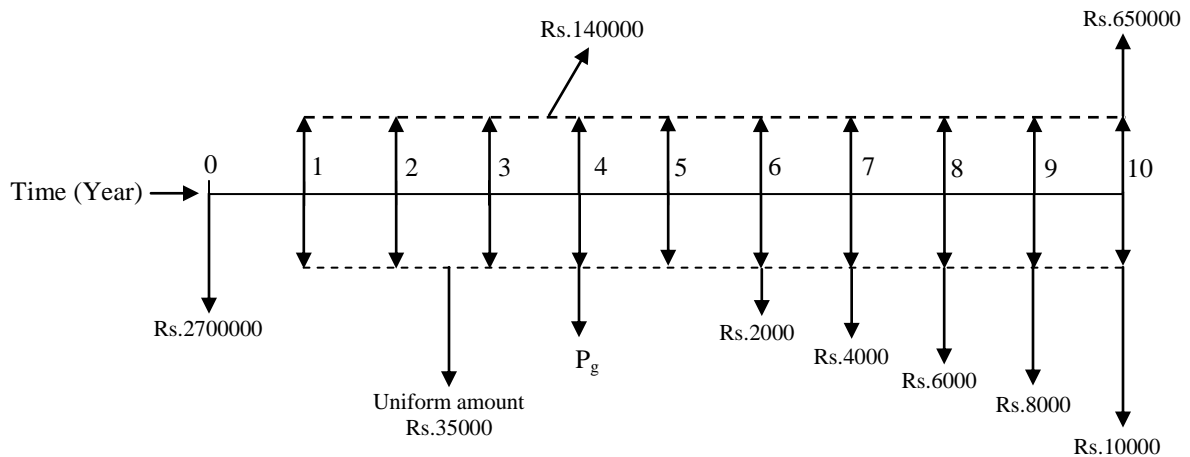 Rs.140000
Rs.650000
0
1
2
3
4
5
6
7
8
9
10
Time (Year)
Rs.2700000
P_g
Rs.2000
Rs.4000
Rs.6000
Rs.8000
Rs.10000
Uniform amount
Rs.35000